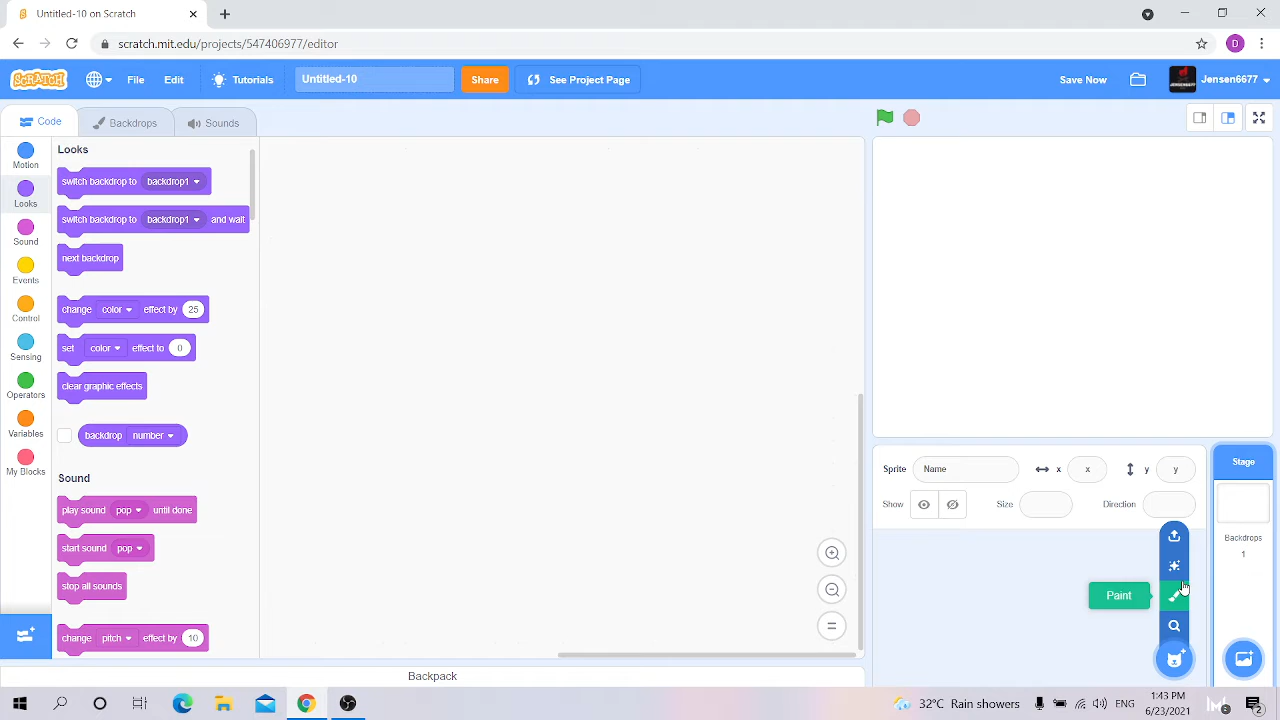 Untitled-10 on Scratch
scratch.mit.edu/projects/547406977/editor
D
SCRATCH
File
Edit
Tutorials
Untitled-10
Share
See Project Page
Save Now
Jensen6677
Code
Backdrops
Sounds
Motion
Looks
Sound
Events
Control
Sensing
Operators
Variables
My Blocks
Looks
switch backdrop to backdrop1
switch backdrop to backdrop1 and wait
next backdrop
change color effect by 25
set color effect to 0
clear graphic effects
backdrop number
Sound
play sound pop until done
start sound pop
stop all sounds
change pitch effect by 10
Backpack
Sprite Name x x y y
Show Size Direction
Paint
Stage
Backdrops
1
32°C Rain showers
ENG
1:43 PM
6/23/2021
2